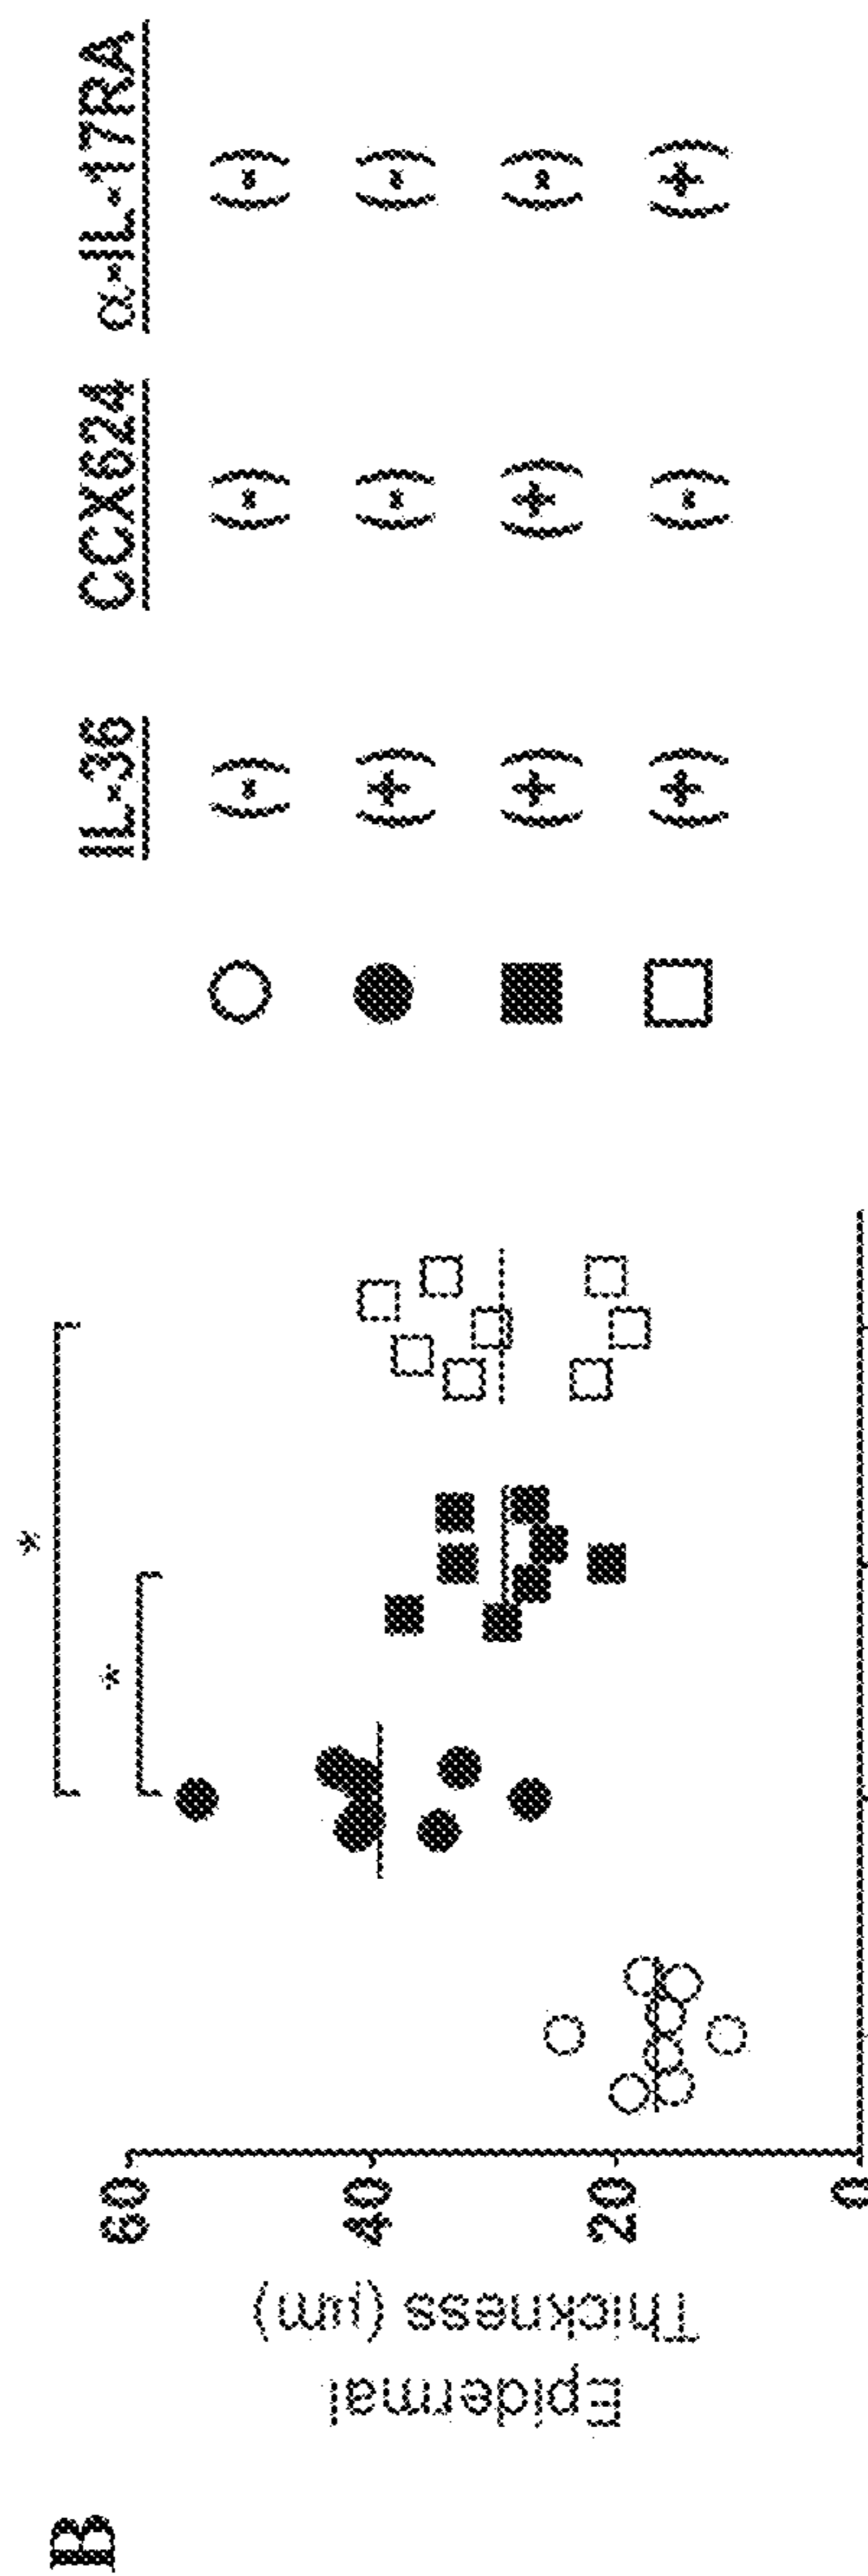 B
Epidermal
Thickness (μm)
60
40
20
0
*
*
IL-36 CCX624 α-IL-17RA
(-) (-) (-)
(+) (-) (-)
(+) (+) (-)
(+) (-) (+)